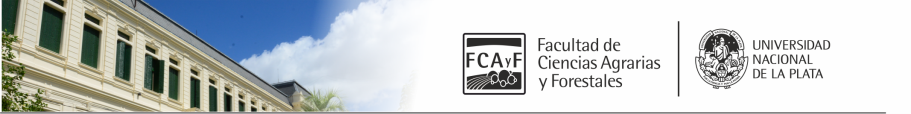 FCAyF
Facultad de
Ciencias Agrarias
y Forestales
UNIVERSIDAD
NACIONAL
DE LA PLATA